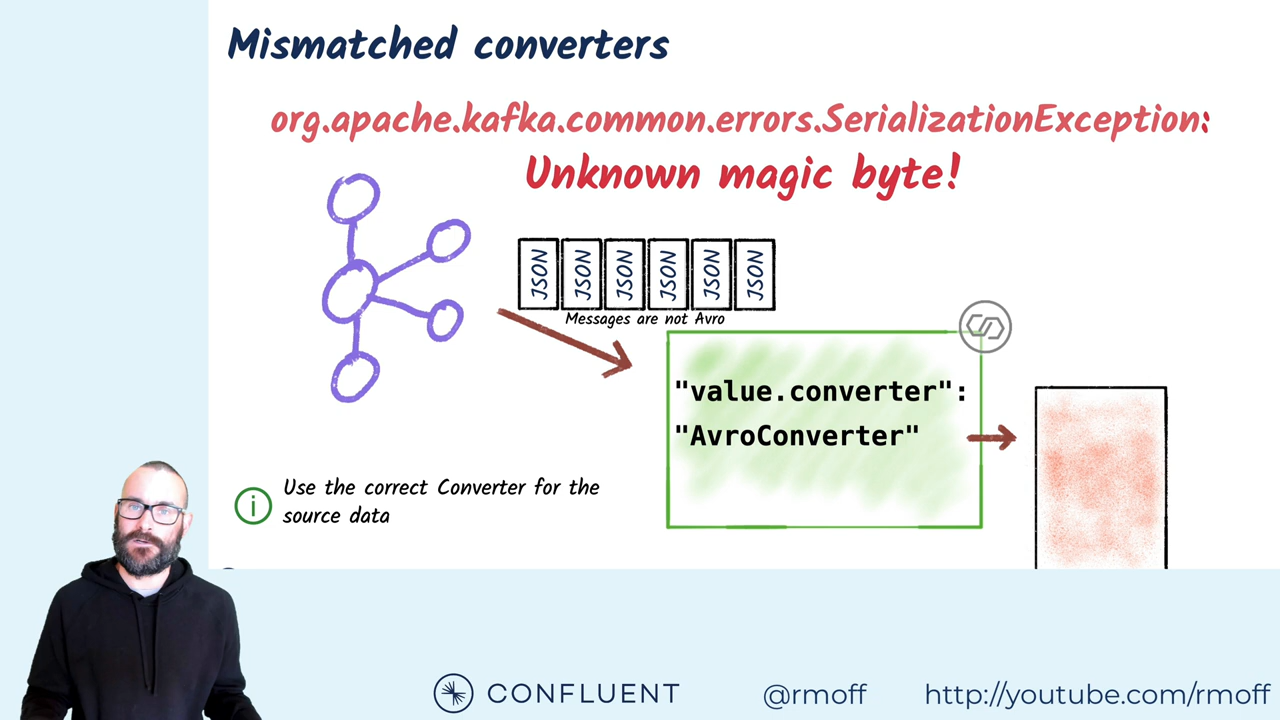 Mismatched converters
org.apache.kafka.common.errors.SerializationException:
Unknown magic byte!
JSON
JSON
JSON
JSON
JSON
JSON
Messages are not Avro
"value.converter":
"AvroConverter"
i
Use the correct Converter for the
source data
CONFLUENT
@rmoff
http://youtube.com/rmoff